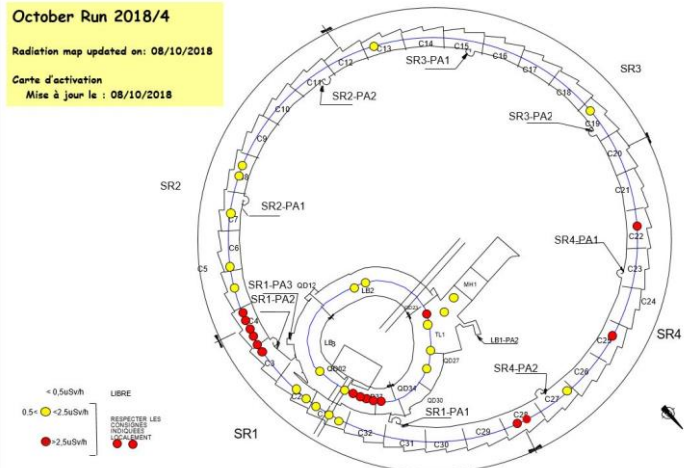 October Run 2018/4
Radiation map updated on: 08/10/2018
Carte d'activation
Mise à jour le : 08/10/2018
C12
C13
C14
C15
C15
C17
C18
C19
C20
C21
C22
C23
C24
C25
C26
C27
C28
C29
C30
C31
C32
C3
C4
C5
C6
C7
C9
C10
C11
SR3-PA1
SR3
SR2-PA2
SR3-PA2
SR2
SR2-PA1
SR4-PA1
SR1-PA3
SR1-PA2
QD12
LB2
MH1
TL1
LB1-PA2
QD27
QD34
QD30
SR4
SR4-PA2
SR1-PA1
SR1
< 0,5uSv/h LIBRE
0.5< <2.5uSv/h
RESPECTER LES
CONSIGNES
INDIQUEES
LOCALEMENT
>2,5uSv/h